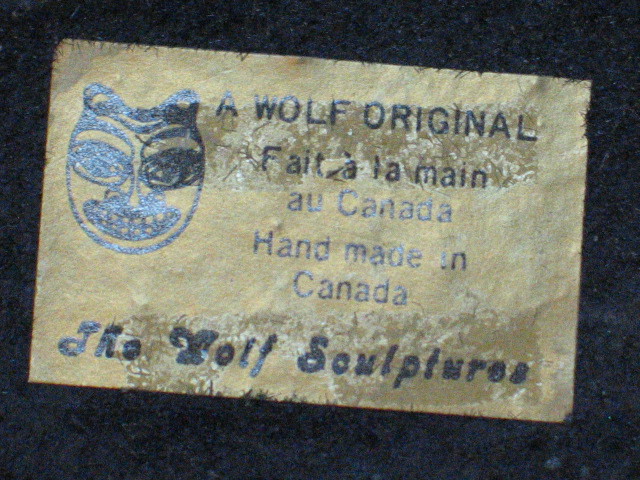 A WOLF ORIGINAL
Fait à la main
au Canada
Hand made in
Canada
The Wolf Sculptures